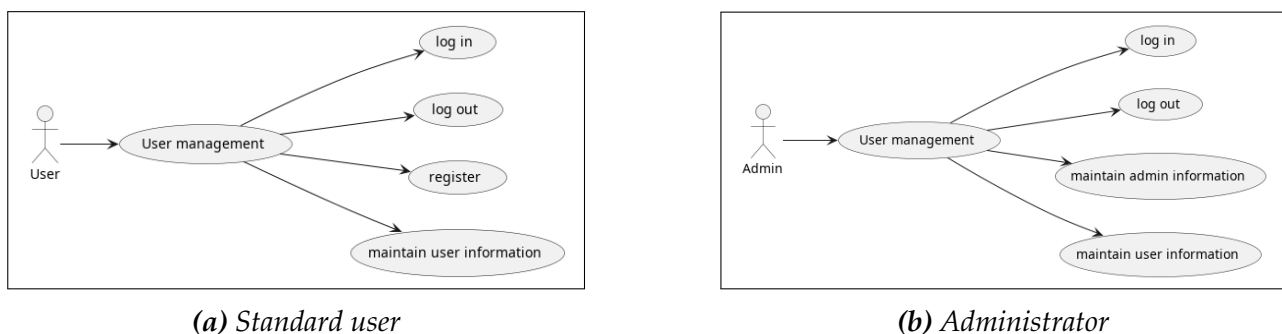 log in
log out
User management
User
register
maintain user information
(a) Standard user
log in
log out
User management
Admin
maintain admin information
maintain user information
(b) Administrator